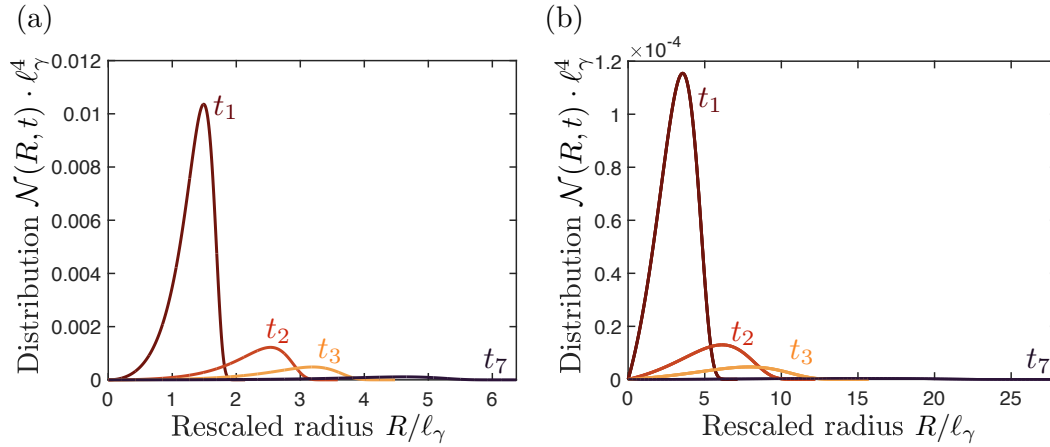 (a)
Distribution 𝒩(R, t) · ℓ_γ^4
0.012
0.01
0.008
0.006
0.004
0.002
0
t_1
t_2
t_3
t_7
0 1 2 3 4 5 6
Rescaled radius R/ℓ_γ
(b)
×10^-4
Distribution 𝒩(R, t) · ℓ_γ^4
1.2
1
0.8
0.6
0.4
0.2
0
t_1
t_2
t_3
t_7
0 5 10 15 20 25
Rescaled radius R/ℓ_γ